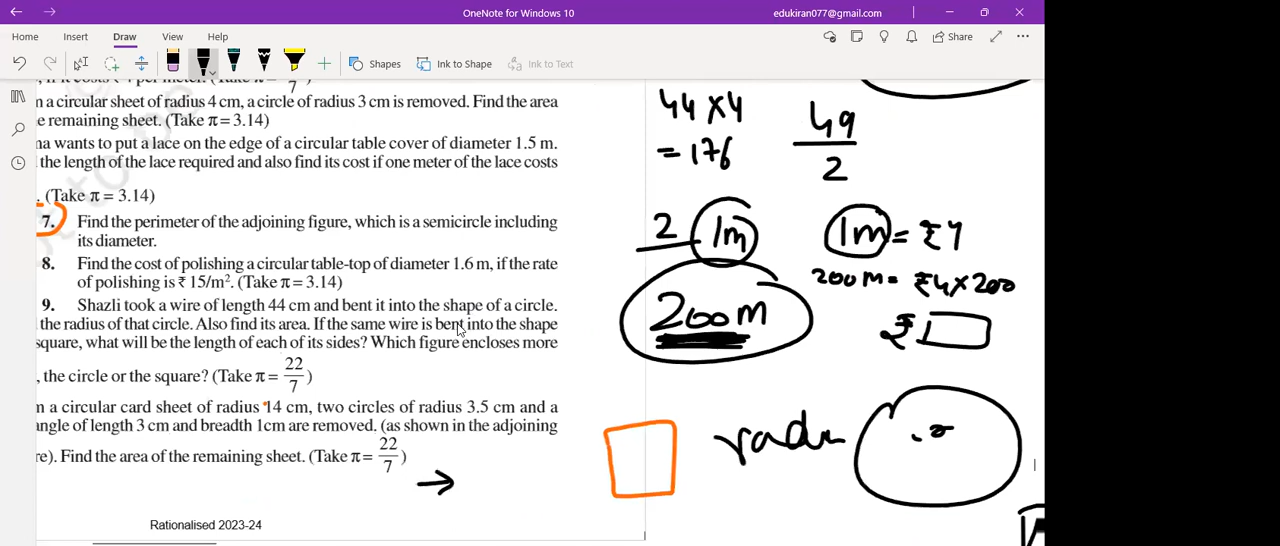 OneNote for Windows 10
edukiran077@gmail.com
Home Insert Draw View Help
Share
Shapes Ink to Shape Ink to Text
7
n a circular sheet of radius 4 cm, a circle of radius 3 cm is removed. Find the area
e remaining sheet. (Take π = 3.14)
na wants to put a lace on the edge of a circular table cover of diameter 1.5 m.
the length of the lace required and also find its cost if one meter of the lace costs
. (Take π = 3.14)
7. Find the perimeter of the adjoining figure, which is a semicircle including
its diameter.
8. Find the cost of polishing a circular table-top of diameter 1.6 m, if the rate
of polishing is ₹ 15/m². (Take π = 3.14)
9. Shazli took a wire of length 44 cm and bent it into the shape of a circle.
the radius of that circle. Also find its area. If the same wire is bent into the shape
square, what will be the length of each of its sides? Which figure encloses more
, the circle or the square? (Take π = 22/7)
n a circular card sheet of radius 14 cm, two circles of radius 3.5 cm and a
angle of length 3 cm and breadth 1cm are removed. (as shown in the adjoining
re). Find the area of the remaining sheet. (Take π = 22/7)
Rationalised 2023-24
44 × 4
= 176
49
2
2 1m
200m
1m = ₹4
200m = ₹4×200
₹